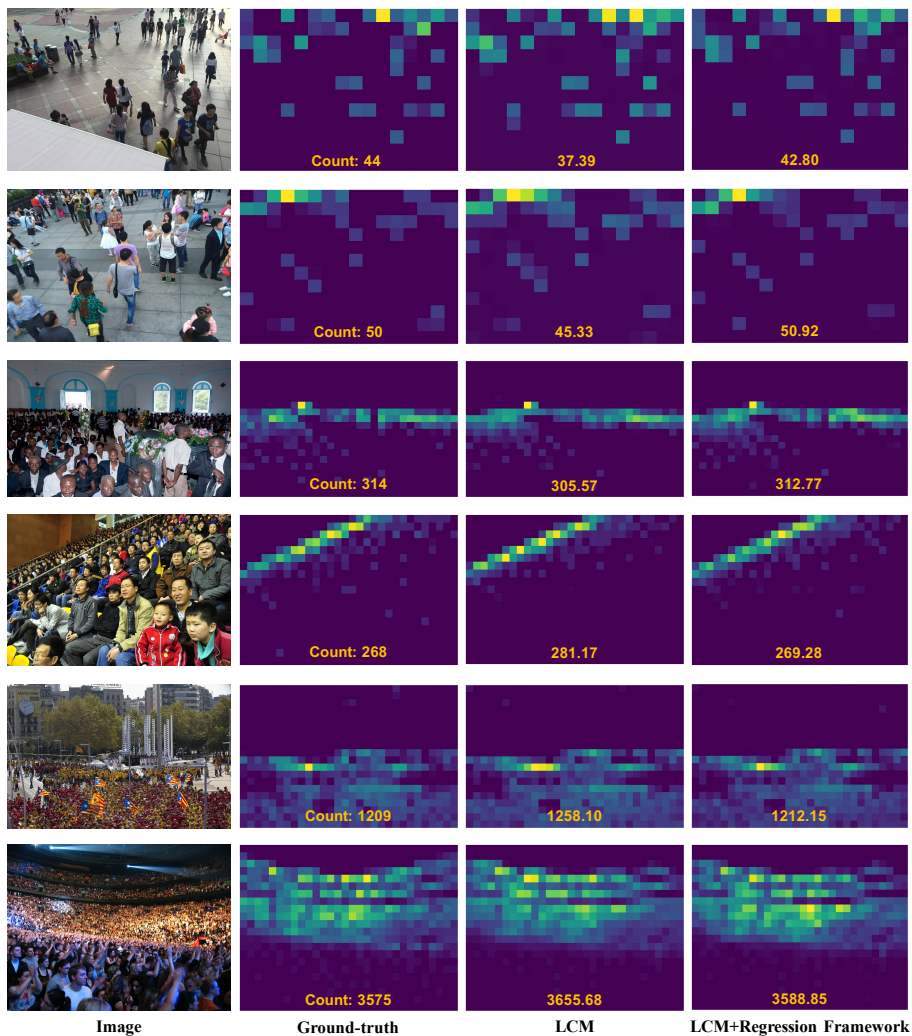 Count: 44 37.39 42.80
Count: 50 45.33 50.92
Count: 314 305.57 312.77
Count: 268 281.17 269.28
Count: 1209 1258.10 1212.15
Count: 3575 3655.68 3588.85
Image Ground-truth LCM LCM+Regression Framework